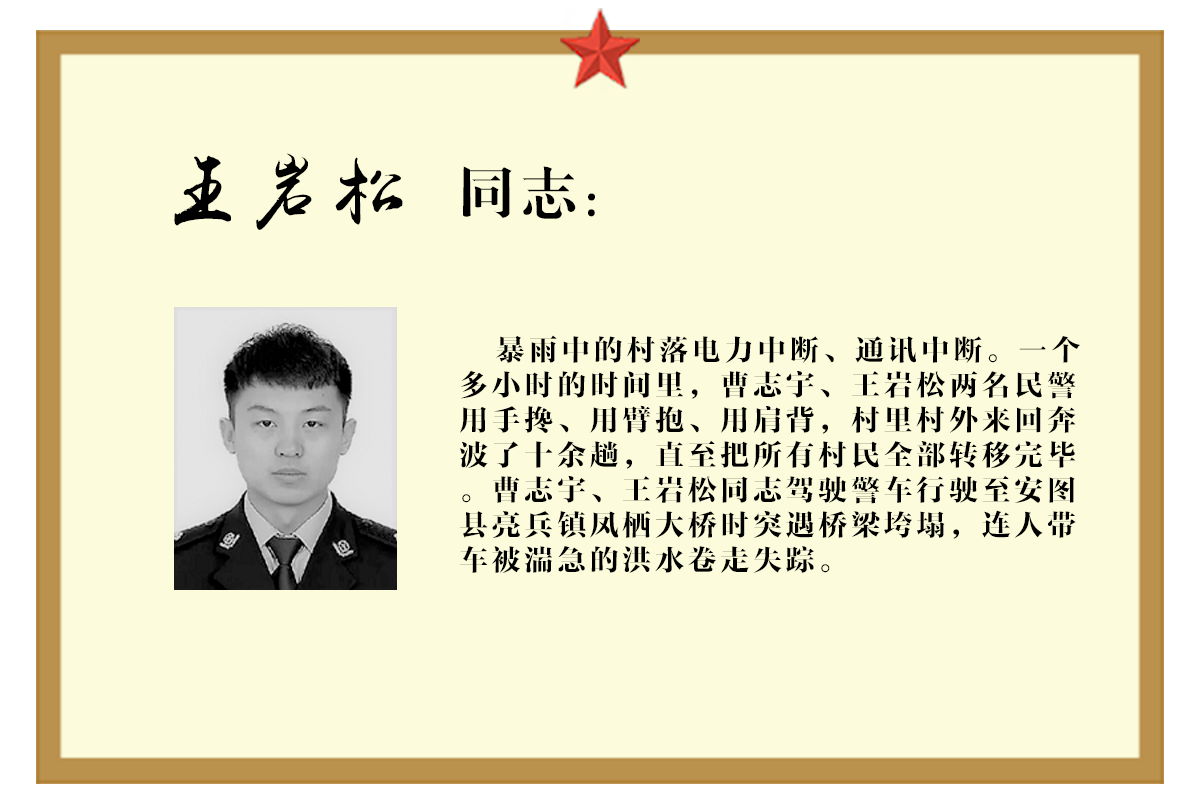 王岩松 同志：
暴雨中的村落电力中断、通讯中断。一个
多小时的时间里，曹志宇、王岩松两名民警
用手搀、用臂抱、用肩背，村里村外来回奔
波了十余趟，直至把所有村民全部转移完毕
。曹志宇、王岩松同志驾驶警车行驶至安图
县亮兵镇凤栖大桥时突遇桥梁垮塌，连人带
车被湍急的洪水卷走失踪。